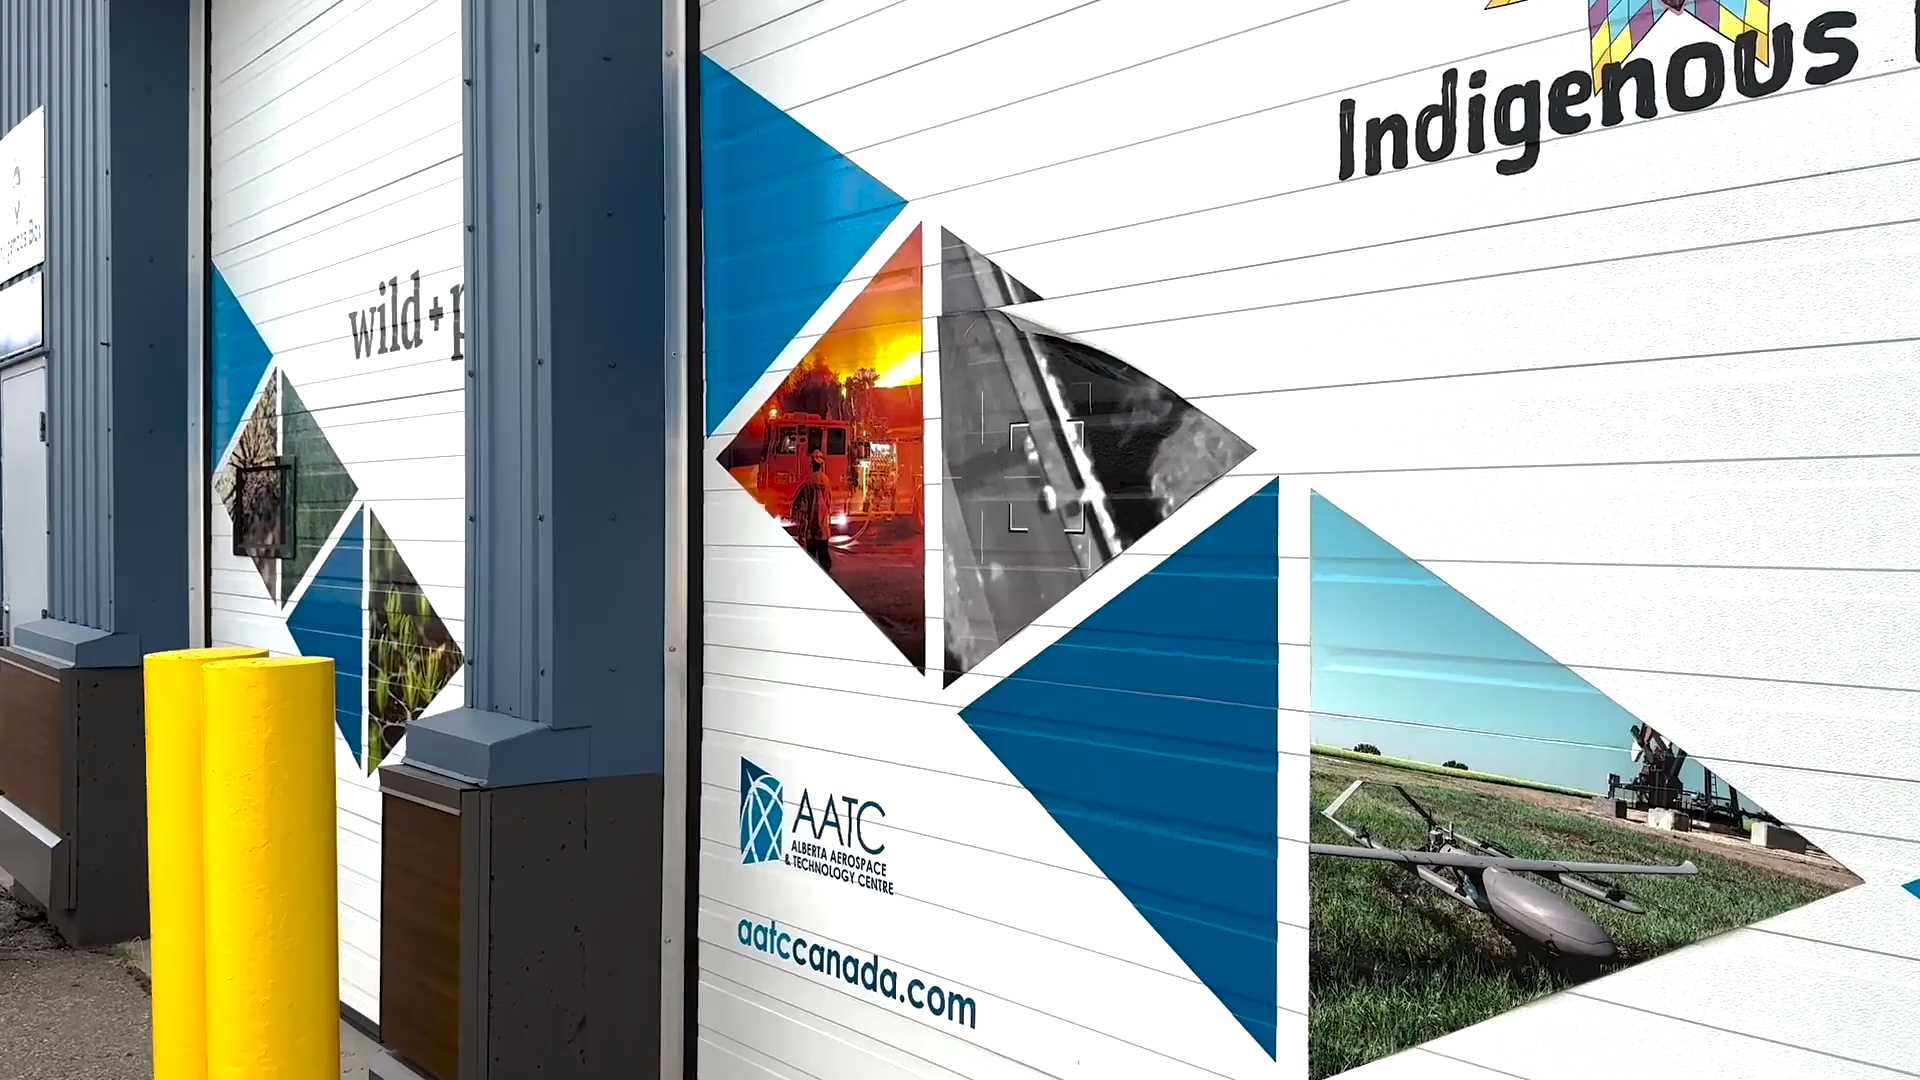 wild+p
Indigenous
AATC
ALBERTA AEROSPACE
& TECHNOLOGY CENTRE
aatccanada.com